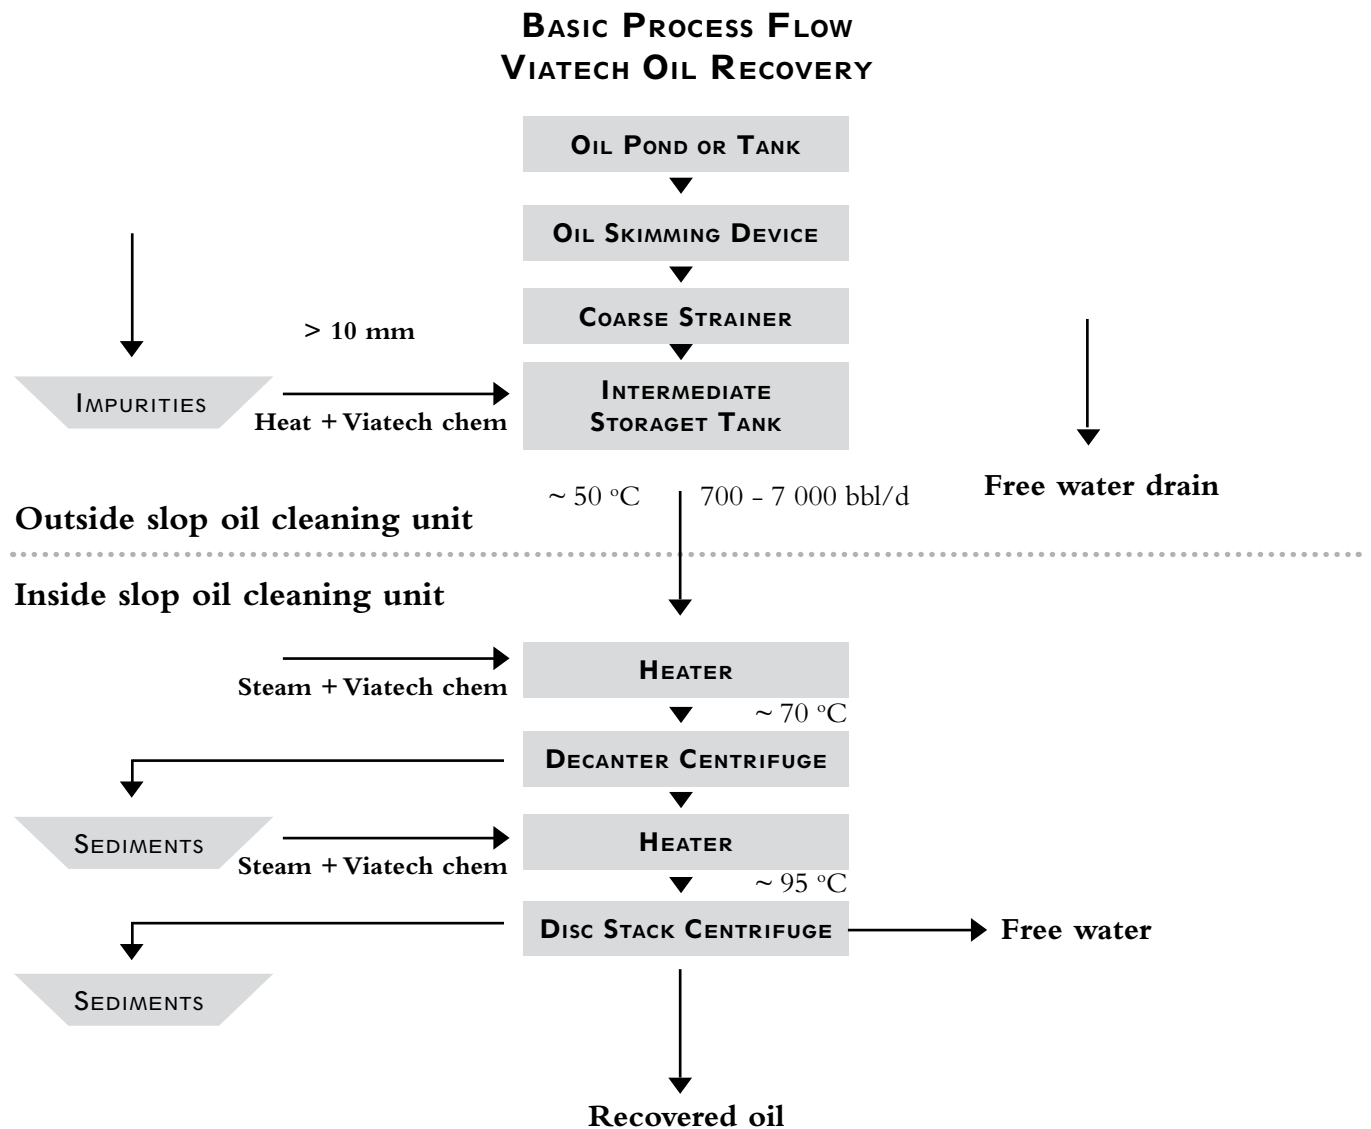 Basic Process Flow
Viatech Oil Recovery
Oil Pond or Tank
Oil Skimming Device
Coarse Strainer
> 10 mm
Intermediate
Storaget Tank
Impurities
Heat + Viatech chem
~ 50 °C
700 – 7 000 bbl/d
Free water drain
Outside slop oil cleaning unit
Inside slop oil cleaning unit
Heater
Steam + Viatech chem
~ 70 °C
Decanter Centrifuge
Sediments
Heater
Steam + Viatech chem
~ 95 °C
Disc Stack Centrifuge
Free water
Sediments
Recovered oil